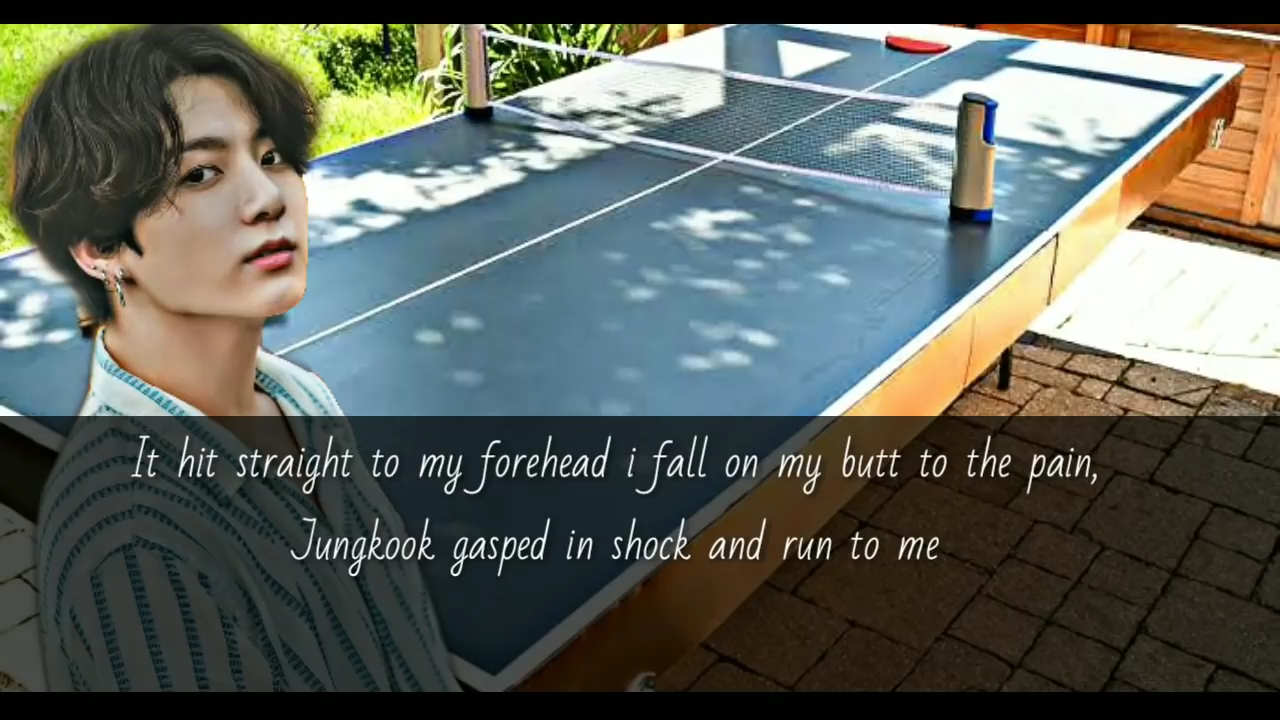 It hit straight to my forehead i fall on my butt to the pain,
Jungkook gasped in shock and run to me